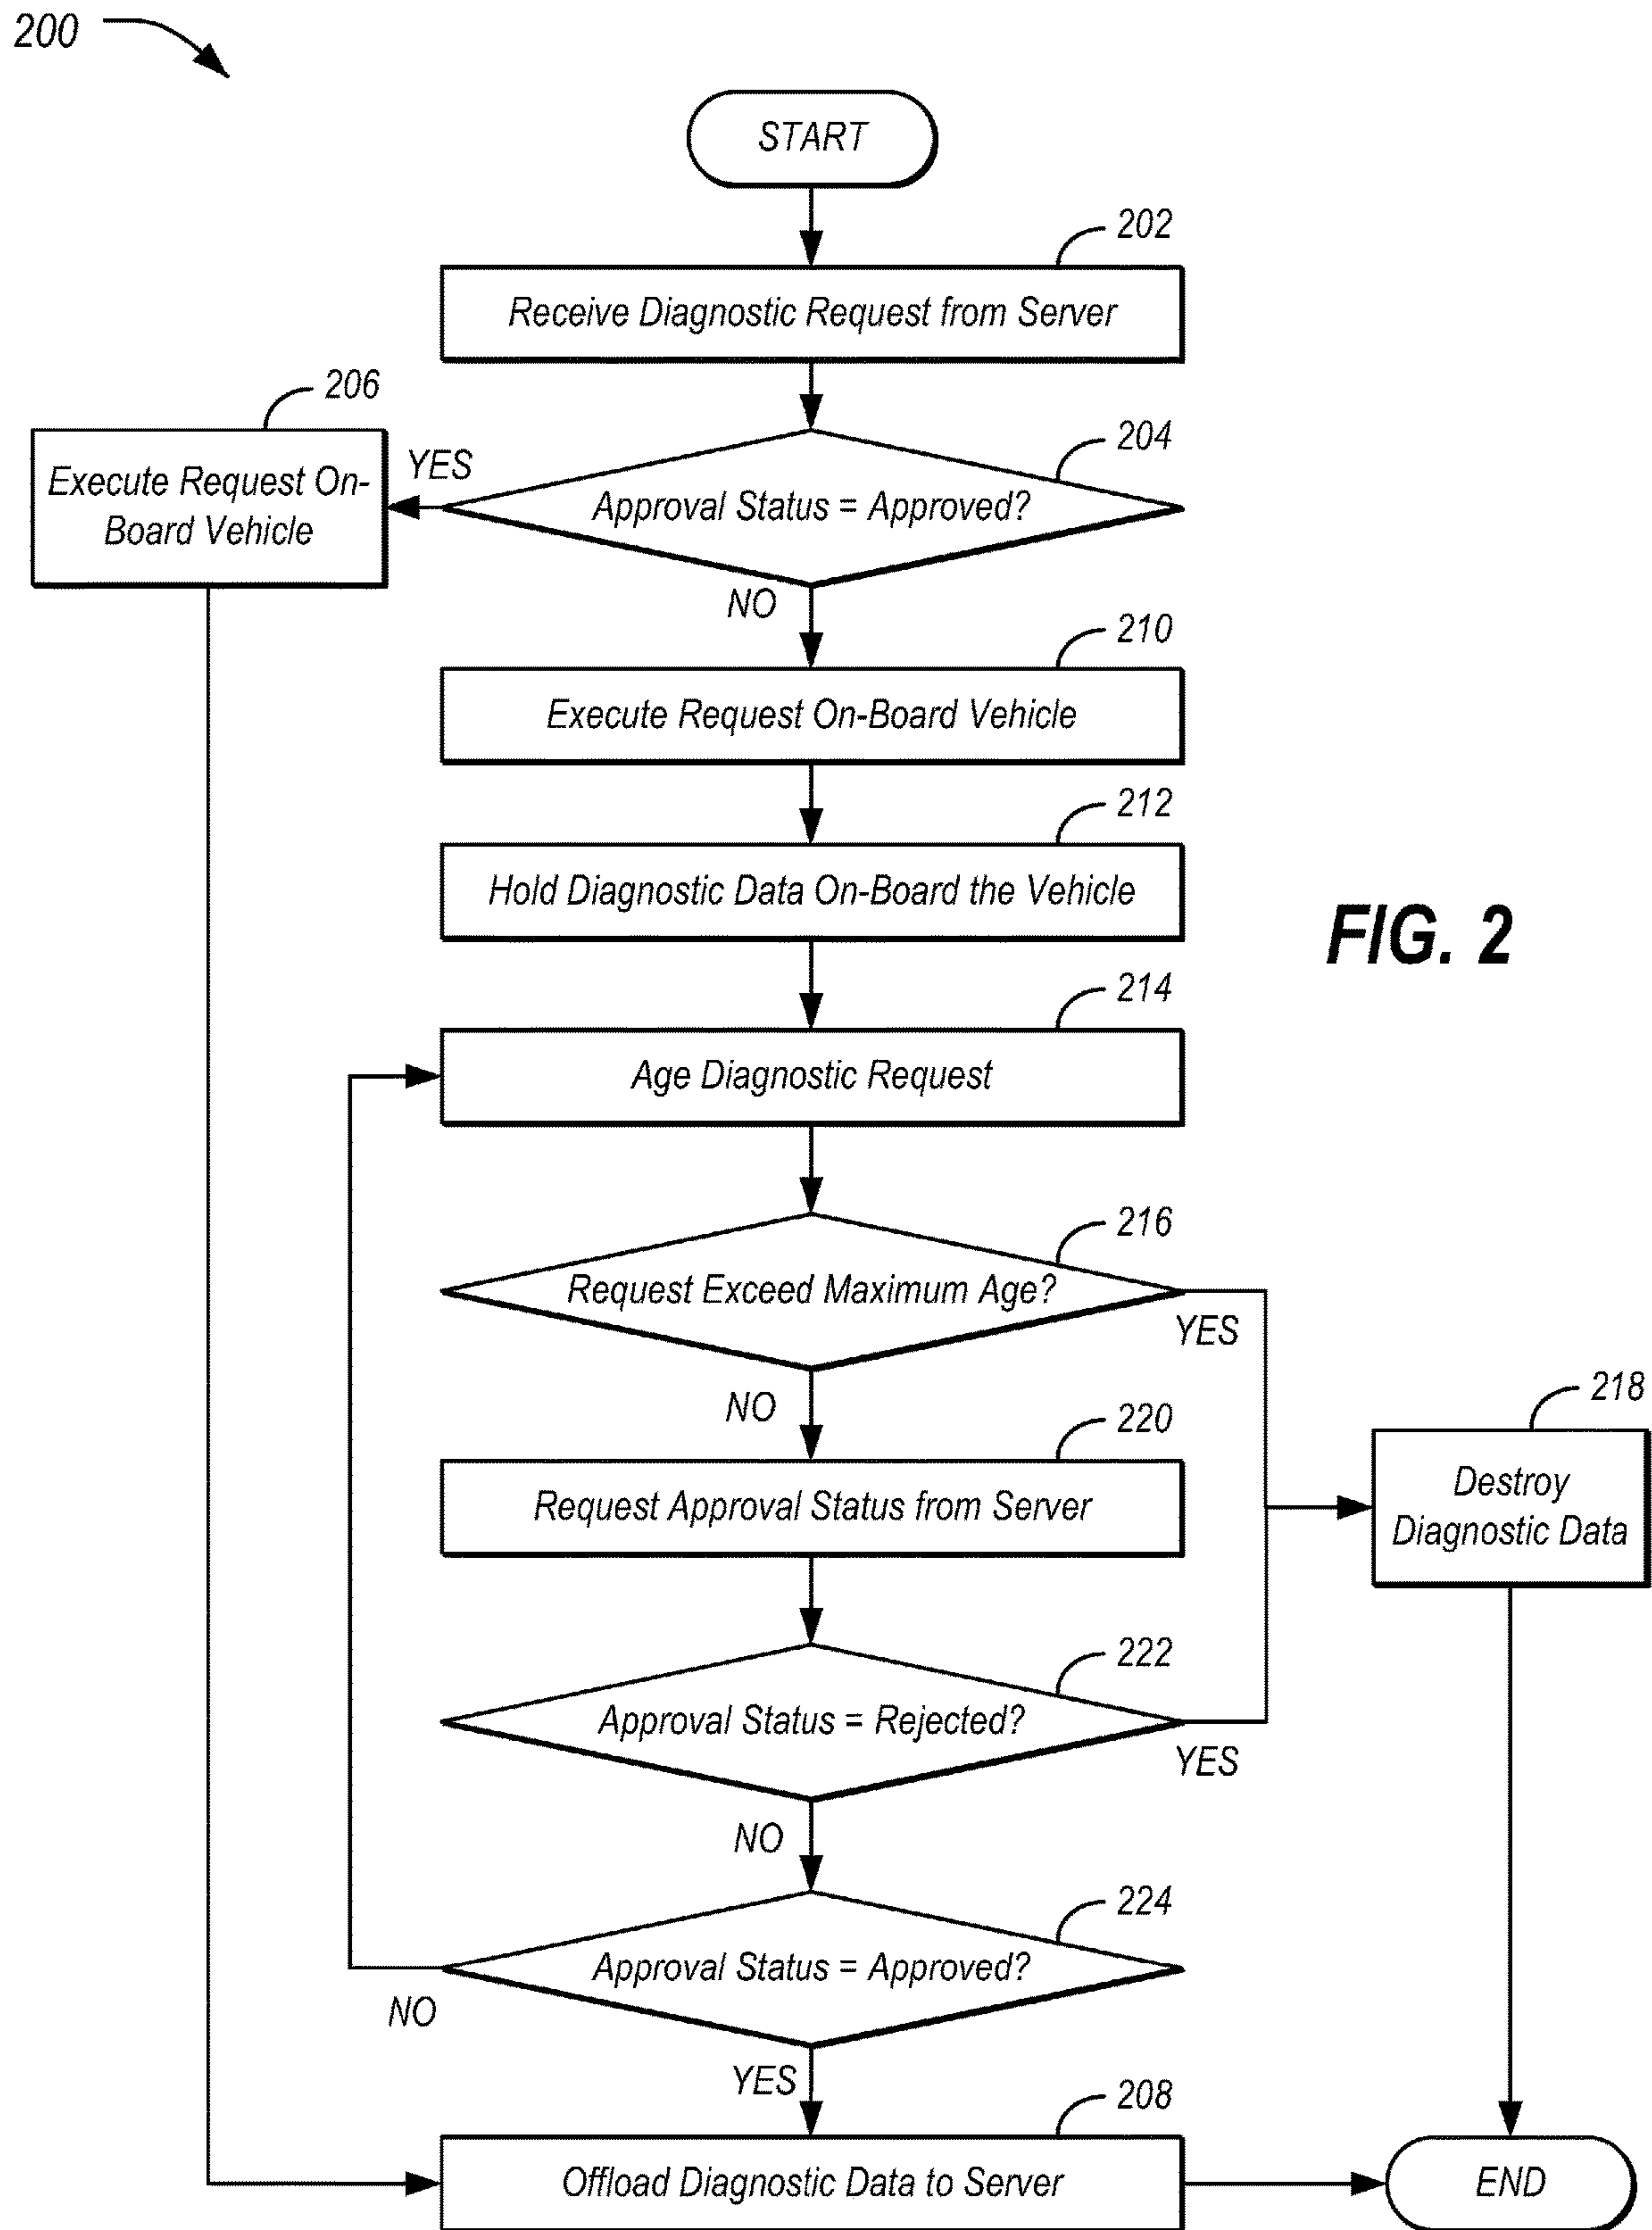 200
START
202
Receive Diagnostic Request from Server
206
204
Execute Request On-
Board Vehicle
YES
Approval Status = Approved?
NO
210
Execute Request On-Board Vehicle
212
Hold Diagnostic Data On-Board the Vehicle
FIG. 2
214
Age Diagnostic Request
216
Request Exceed Maximum Age?
YES
NO
220
218
Request Approval Status from Server
Destroy
Diagnostic Data
222
Approval Status = Rejected?
YES
NO
224
Approval Status = Approved?
NO
YES
208
Offload Diagnostic Data to Server
END